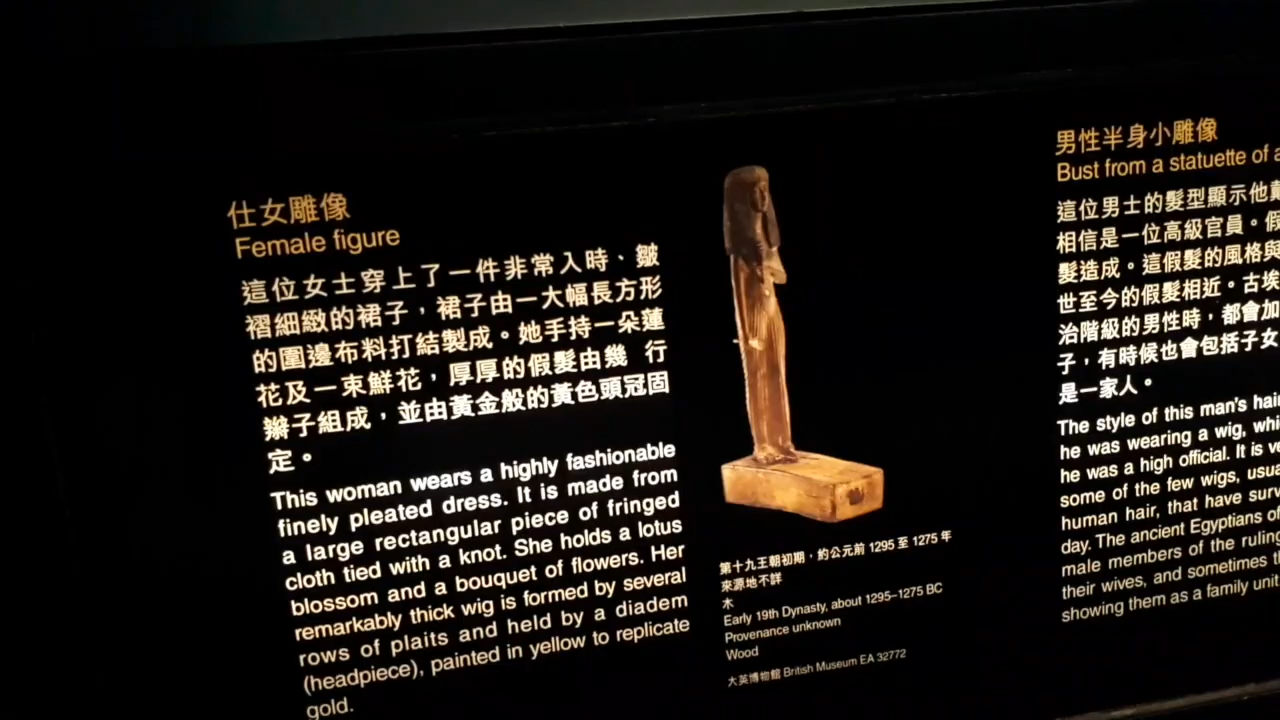 仕女雕像
Female figure
這位女士穿上了一件非常入時、皺
褶細緻的裙子，裙子由一大幅長方形
的圍邊布料打結製成。她手持一朵蓮
花及一束鮮花，厚厚的假髮由幾 行
辮子組成，並由黃金般的黃色頭冠固
定。
This woman wears a highly fashionable
finely pleated dress. It is made from
a large rectangular piece of fringed
cloth tied with a knot. She holds a lotus
blossom and a bouquet of flowers. Her
remarkably thick wig is formed by several
rows of plaits and held by a diadem
(headpiece), painted in yellow to replicate
gold.
第十九王朝初期，約公元前 1295 至 1275 年
來源地不詳
木
Early 19th Dynasty, about 1295–1275 BC
Provenance unknown
Wood
大英博物館 British Museum EA 32772
男性半身小雕像
Bust from a statuette of
這位男士的髮型顯示他
相信是一位高級官員。假
髮造成。這假髮的風格與
世至今的假髮相近。古埃
治階級的男性時，都會加
子，有時候也會包括子女
是一家人。
The style of this man's hair
he was wearing a wig,
he was a high official. It is
some of the few wigs,
human hair, that have
day. The ancient Egyptians
male members of the ruling
their wives, and sometimes
showing them as a family unit